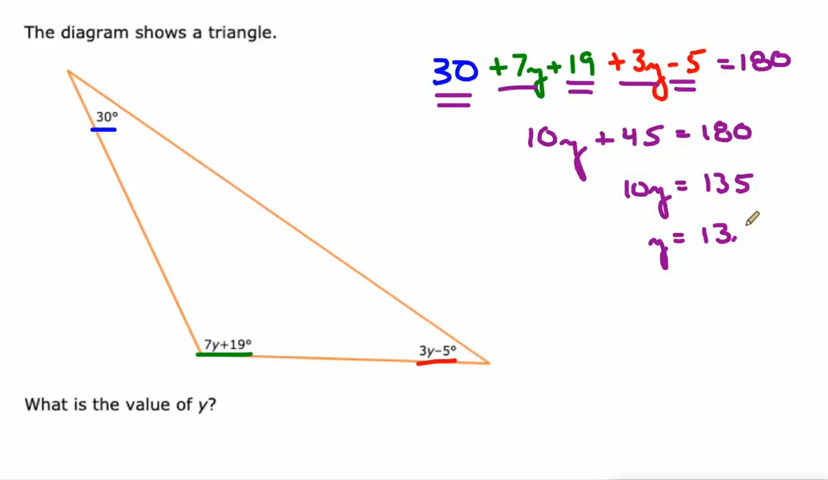 The diagram shows a triangle.
30 + 7y + 19 + 3y - 5 = 180
30°
10y + 45 = 180
10y = 135
y = 13.
7y+19°
3y−5°
What is the value of y?